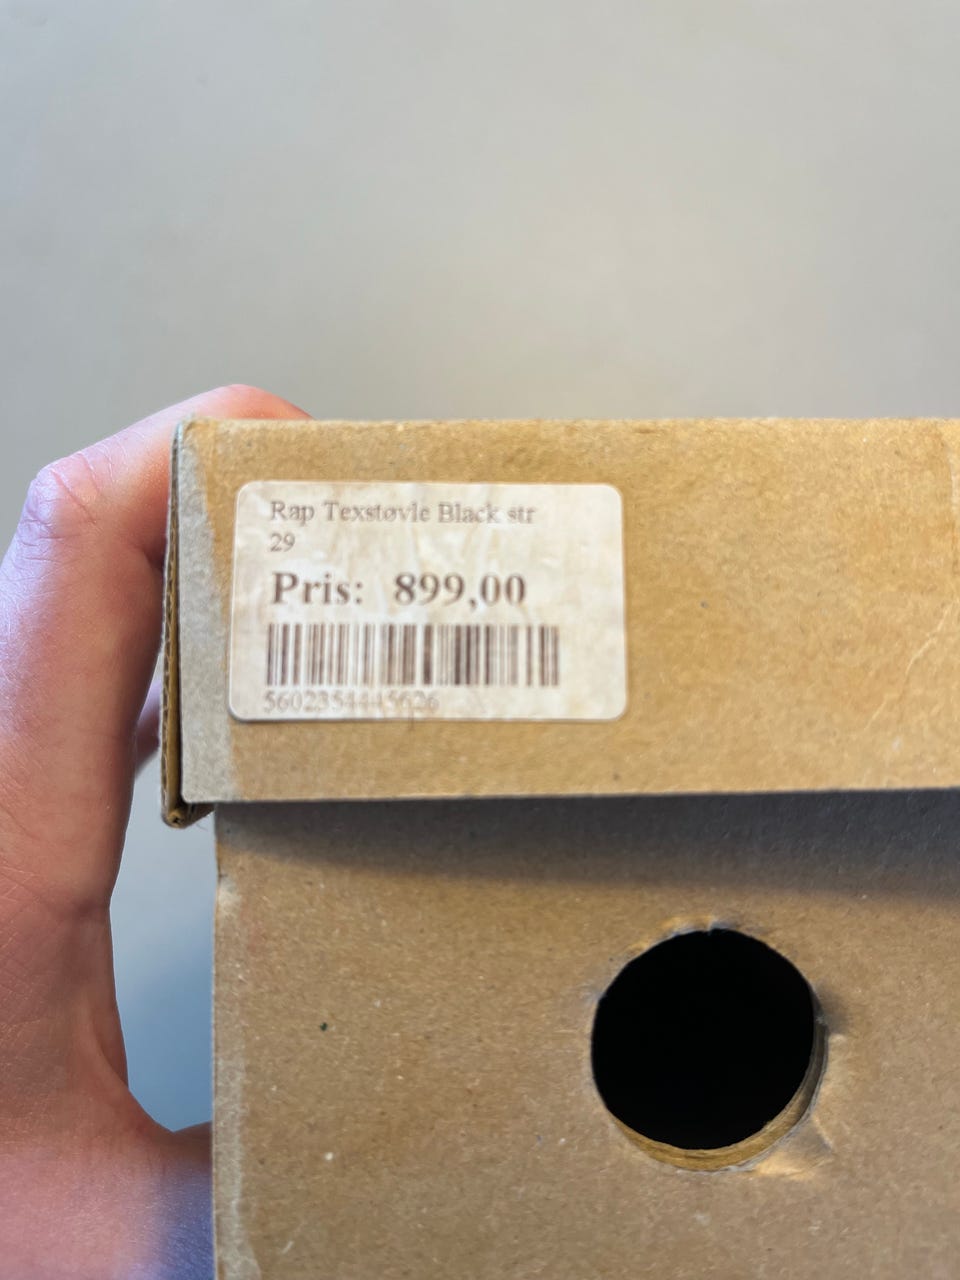 Rap Texstøvle Black str
29
Pris: 899,00
5602354445626